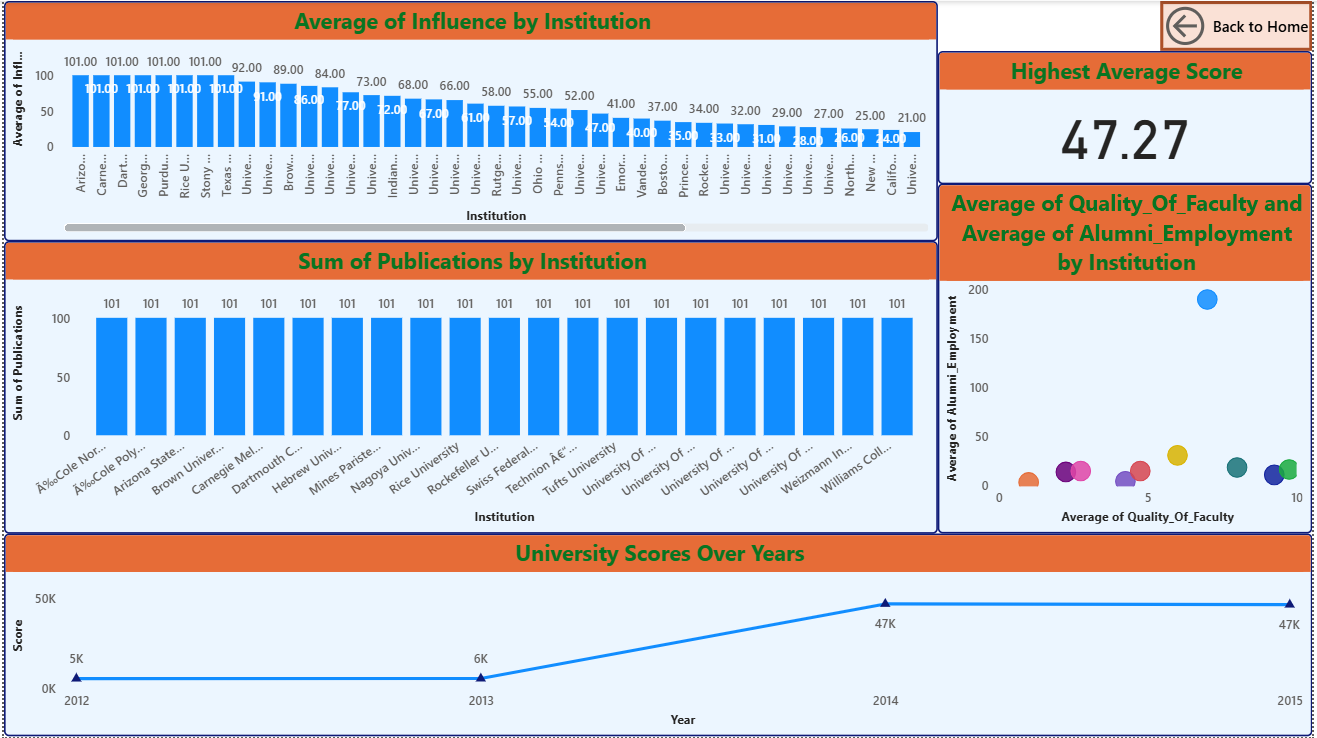 Average of Influence by Institution
Back to Home
Average of Infl...
100
50
0
101.00 101.00 101.00 101.00 92.00 89.00 84.00 73.00 68.00 66.00 58.00 55.00 52.00 41.00 37.00 34.00 32.00 29.00 27.00 25.00 21.00
101.00 101.00 101.00 101.00 91.00 86.00 77.00 72.00 67.00 61.00 57.00 54.00 47.00 40.00 35.00 33.00 31.00 28.00 26.00 24.00
Arizo... Carne... Dart... Georg... Purdu... Rice U... Stony ... Texas ... Unive... Unive... Brow... Unive... Unive... Unive... Unive... Indian... Unive... Unive... Unive... Unive... Rutge... Unive... Ohio ... Penns... Unive... Unive... Emor... Vande... Bosto... Prince... Rocke... Unive... Unive... Unive... Unive... Unive... Unive... North... New ... Califo... Unive...
Institution
Highest Average Score
47.27
Sum of Publications by Institution
Sum of Publications
100
50
0
101 101 101 101 101 101 101 101 101 101 101 101 101 101 101 101 101 101 101 101 101
Ã‰Cole Nor... Ã‰Cole Poly... Arizona State... Brown Univer... Carnegie Mel... Dartmouth C... Hebrew Univ... Mines Pariste... Nagoya Univ... Rice University Rockefeller U... Swiss Federal... Technion Ã€“... Tufts University University Of ... University Of ... University Of ... University Of ... University Of ... Weizmann In... Williams Coll...
Institution
Average of Quality_Of_Faculty and
Average of Alumni_Employment
by Institution
Average of Alumni_Employment
200
150
100
50
0
0 5 10
Average of Quality_Of_Faculty
University Scores Over Years
Score
50K
0K
5K 6K 47K 47K
2012 2013 2014 2015
Year